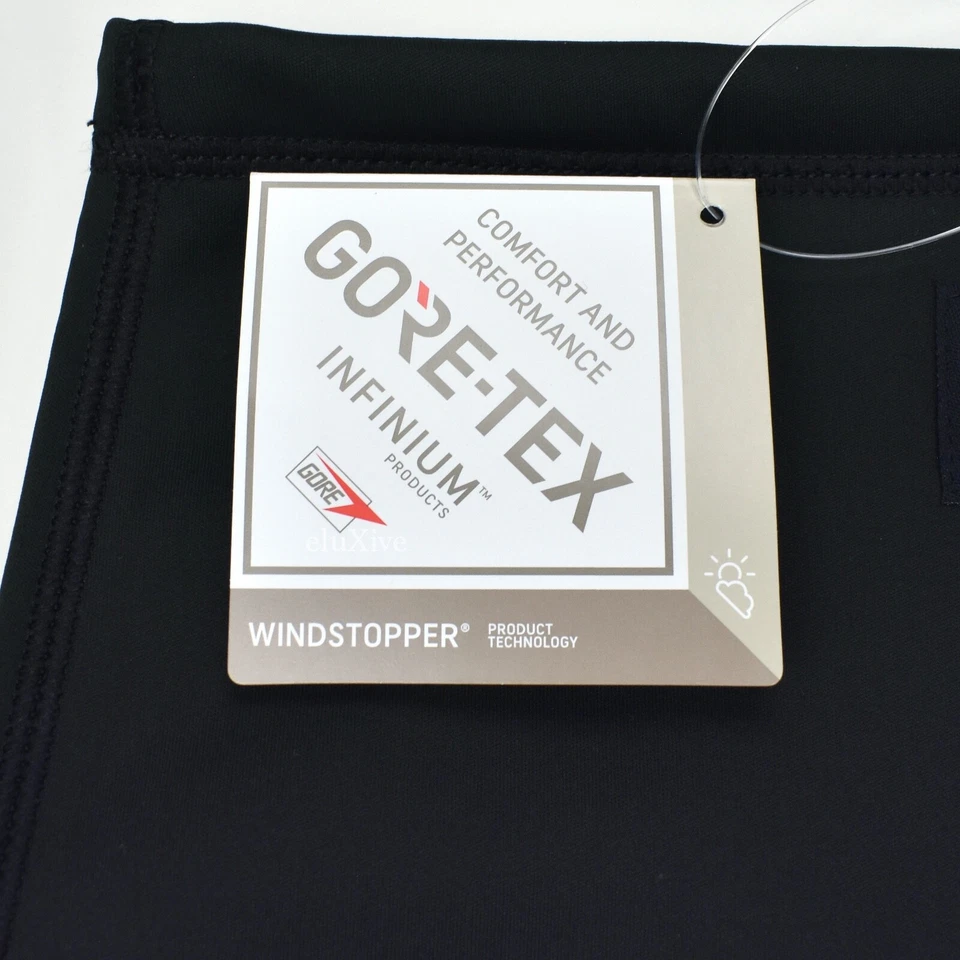 COMFORT AND
PERFORMANCE
GORE-TEX
INFINIUM™
PRODUCTS
GORE
eluXive
WINDSTOPPER® PRODUCT
TECHNOLOGY